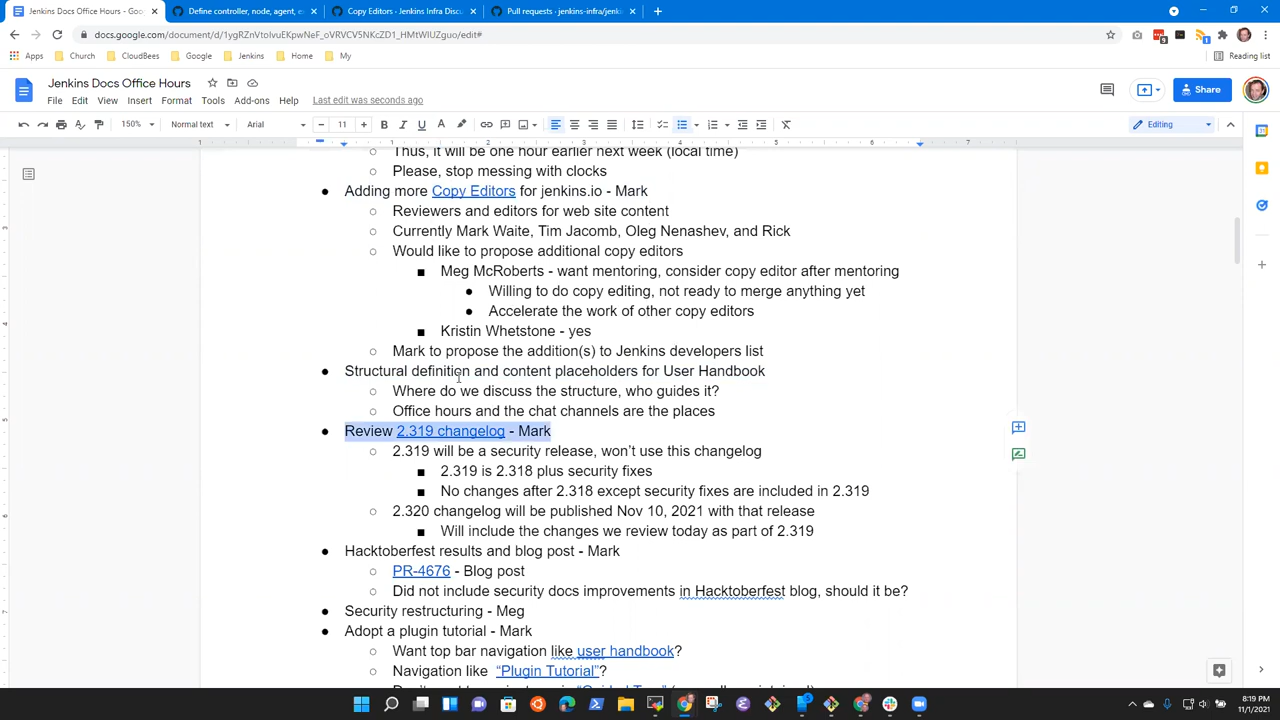 Jenkins Docs Office Hours - Goo
Define controller, node, agent, e
Copy Editors - Jenkins Infra Discu
Pull requests · jenkins-infra/jenki
docs.google.com/document/d/1ygRZnVtoIvuEKpwNeF_oVRVCV5NKcZD1_HMtWIUZguo/edit#
Apps
Church
CloudBees
Google
Jenkins
Home
My
Reading list
Jenkins Docs Office Hours
File Edit View Insert Format Tools Add-ons Help Last edit was seconds ago
Share
150% Normal text Arial 11 Editing
1 1 2 3 4 5 6 7
Thus, it will be one hour earlier next week (local time)
Please, stop messing with clocks
Adding more Copy Editors for jenkins.io - Mark
Reviewers and editors for web site content
Currently Mark Waite, Tim Jacomb, Oleg Nenashev, and Rick
Would like to propose additional copy editors
Meg McRoberts - want mentoring, consider copy editor after mentoring
Willing to do copy editing, not ready to merge anything yet
Accelerate the work of other copy editors
Kristin Whetstone - yes
Mark to propose the addition(s) to Jenkins developers list
Structural definition and content placeholders for User Handbook
Where do we discuss the structure, who guides it?
Office hours and the chat channels are the places
Review 2.319 changelog - Mark
2.319 will be a security release, won't use this changelog
2.319 is 2.318 plus security fixes
No changes after 2.318 except security fixes are included in 2.319
2.320 changelog will be published Nov 10, 2021 with that release
Will include the changes we review today as part of 2.319
Hacktoberfest results and blog post - Mark
PR-4676 - Blog post
Did not include security docs improvements in Hacktoberfest blog, should it be?
Security restructuring - Meg
Adopt a plugin tutorial - Mark
Want top bar navigation like user handbook?
Navigation like “Plugin Tutorial”?
8:19 PM
11/1/2021